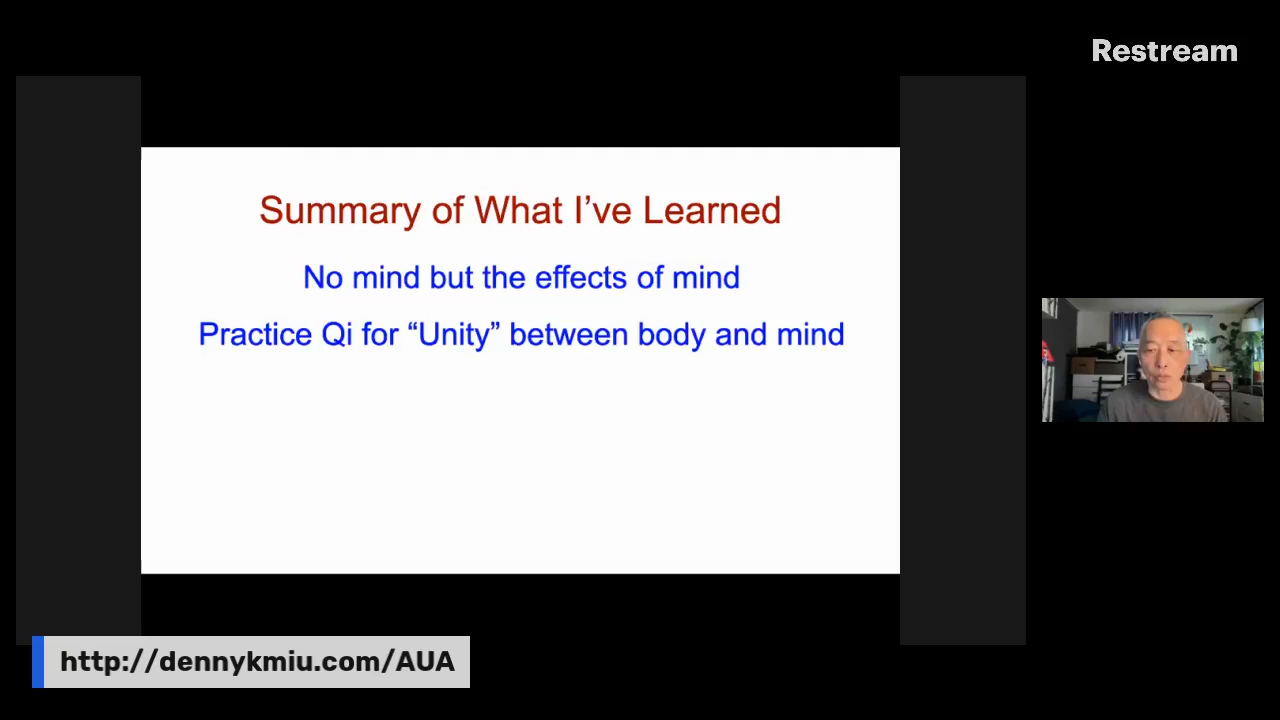 Restream
Summary of What I’ve Learned
No mind but the effects of mind
Practice Qi for “Unity” between body and mind
http://dennykmiu.com/AUA